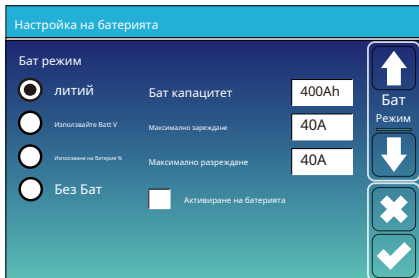 Настройка на батерията
Бат режим
литий
Бат капацитет
400Ah
Използвайте Batt V
Максимално зареждане
40A
Използване на батерия %
Максимално разреждане
40A
Без Бат
Активиране на батерията
Бат
Режим